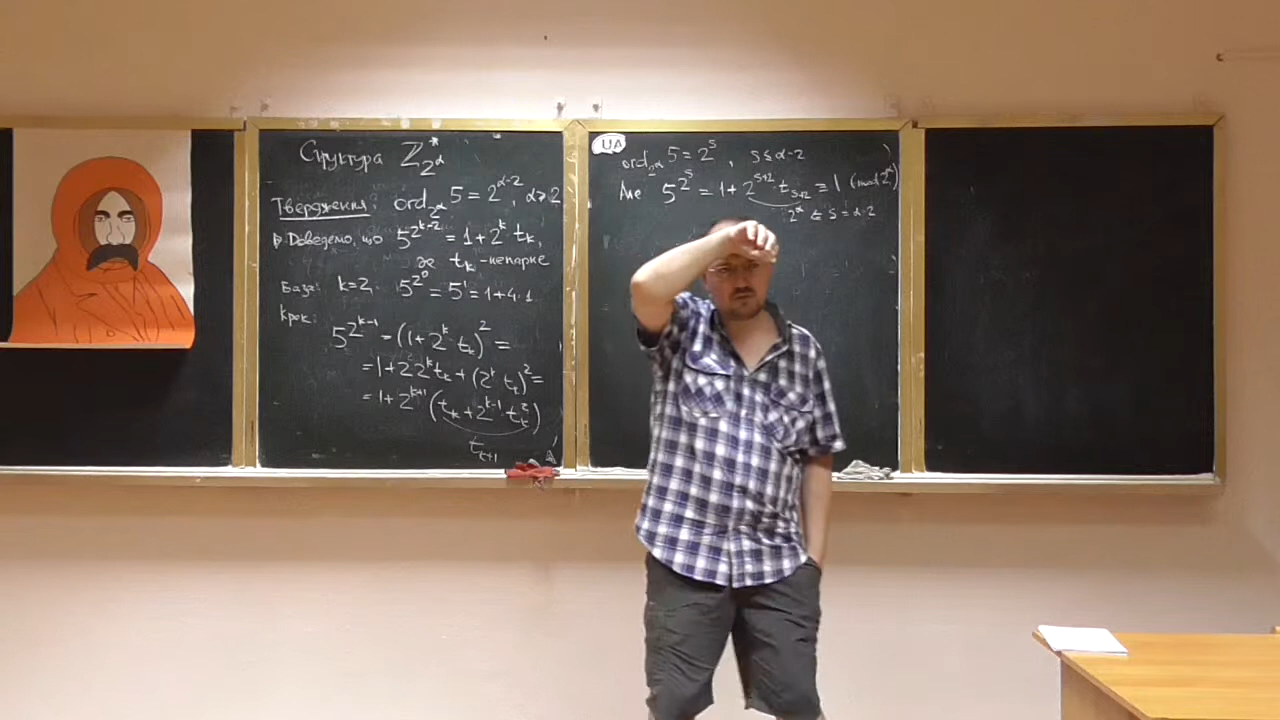 Структура ℤ*_{2^α}
Твердження: ord_{2^α} 5 = 2^{α-2}, α ≥ 2
▷ Доведемо, що 5^{2^{k-2}} = 1 + 2^k t_k,
де t_k - непарне
База: k=2. 5^{2^0} = 5^1 = 1+4·1
Крок:
5^{2^{k-1}} = (1+2^k t_k)^2 =
= 1+2·2^k t_k + (2^k t_k)^2 =
= 1+2^{k+1} (t_k + 2^{k-1} · t_k^2)
t_{k+1}
UA
ord_{2^α} 5 = 2^s, s ≤ α-2
Але 5^{2^s} = 1 + 2^{s+2} · t_{s+2} ≡ 1 (mod 2^α)
2^α ⇐ s = α-2